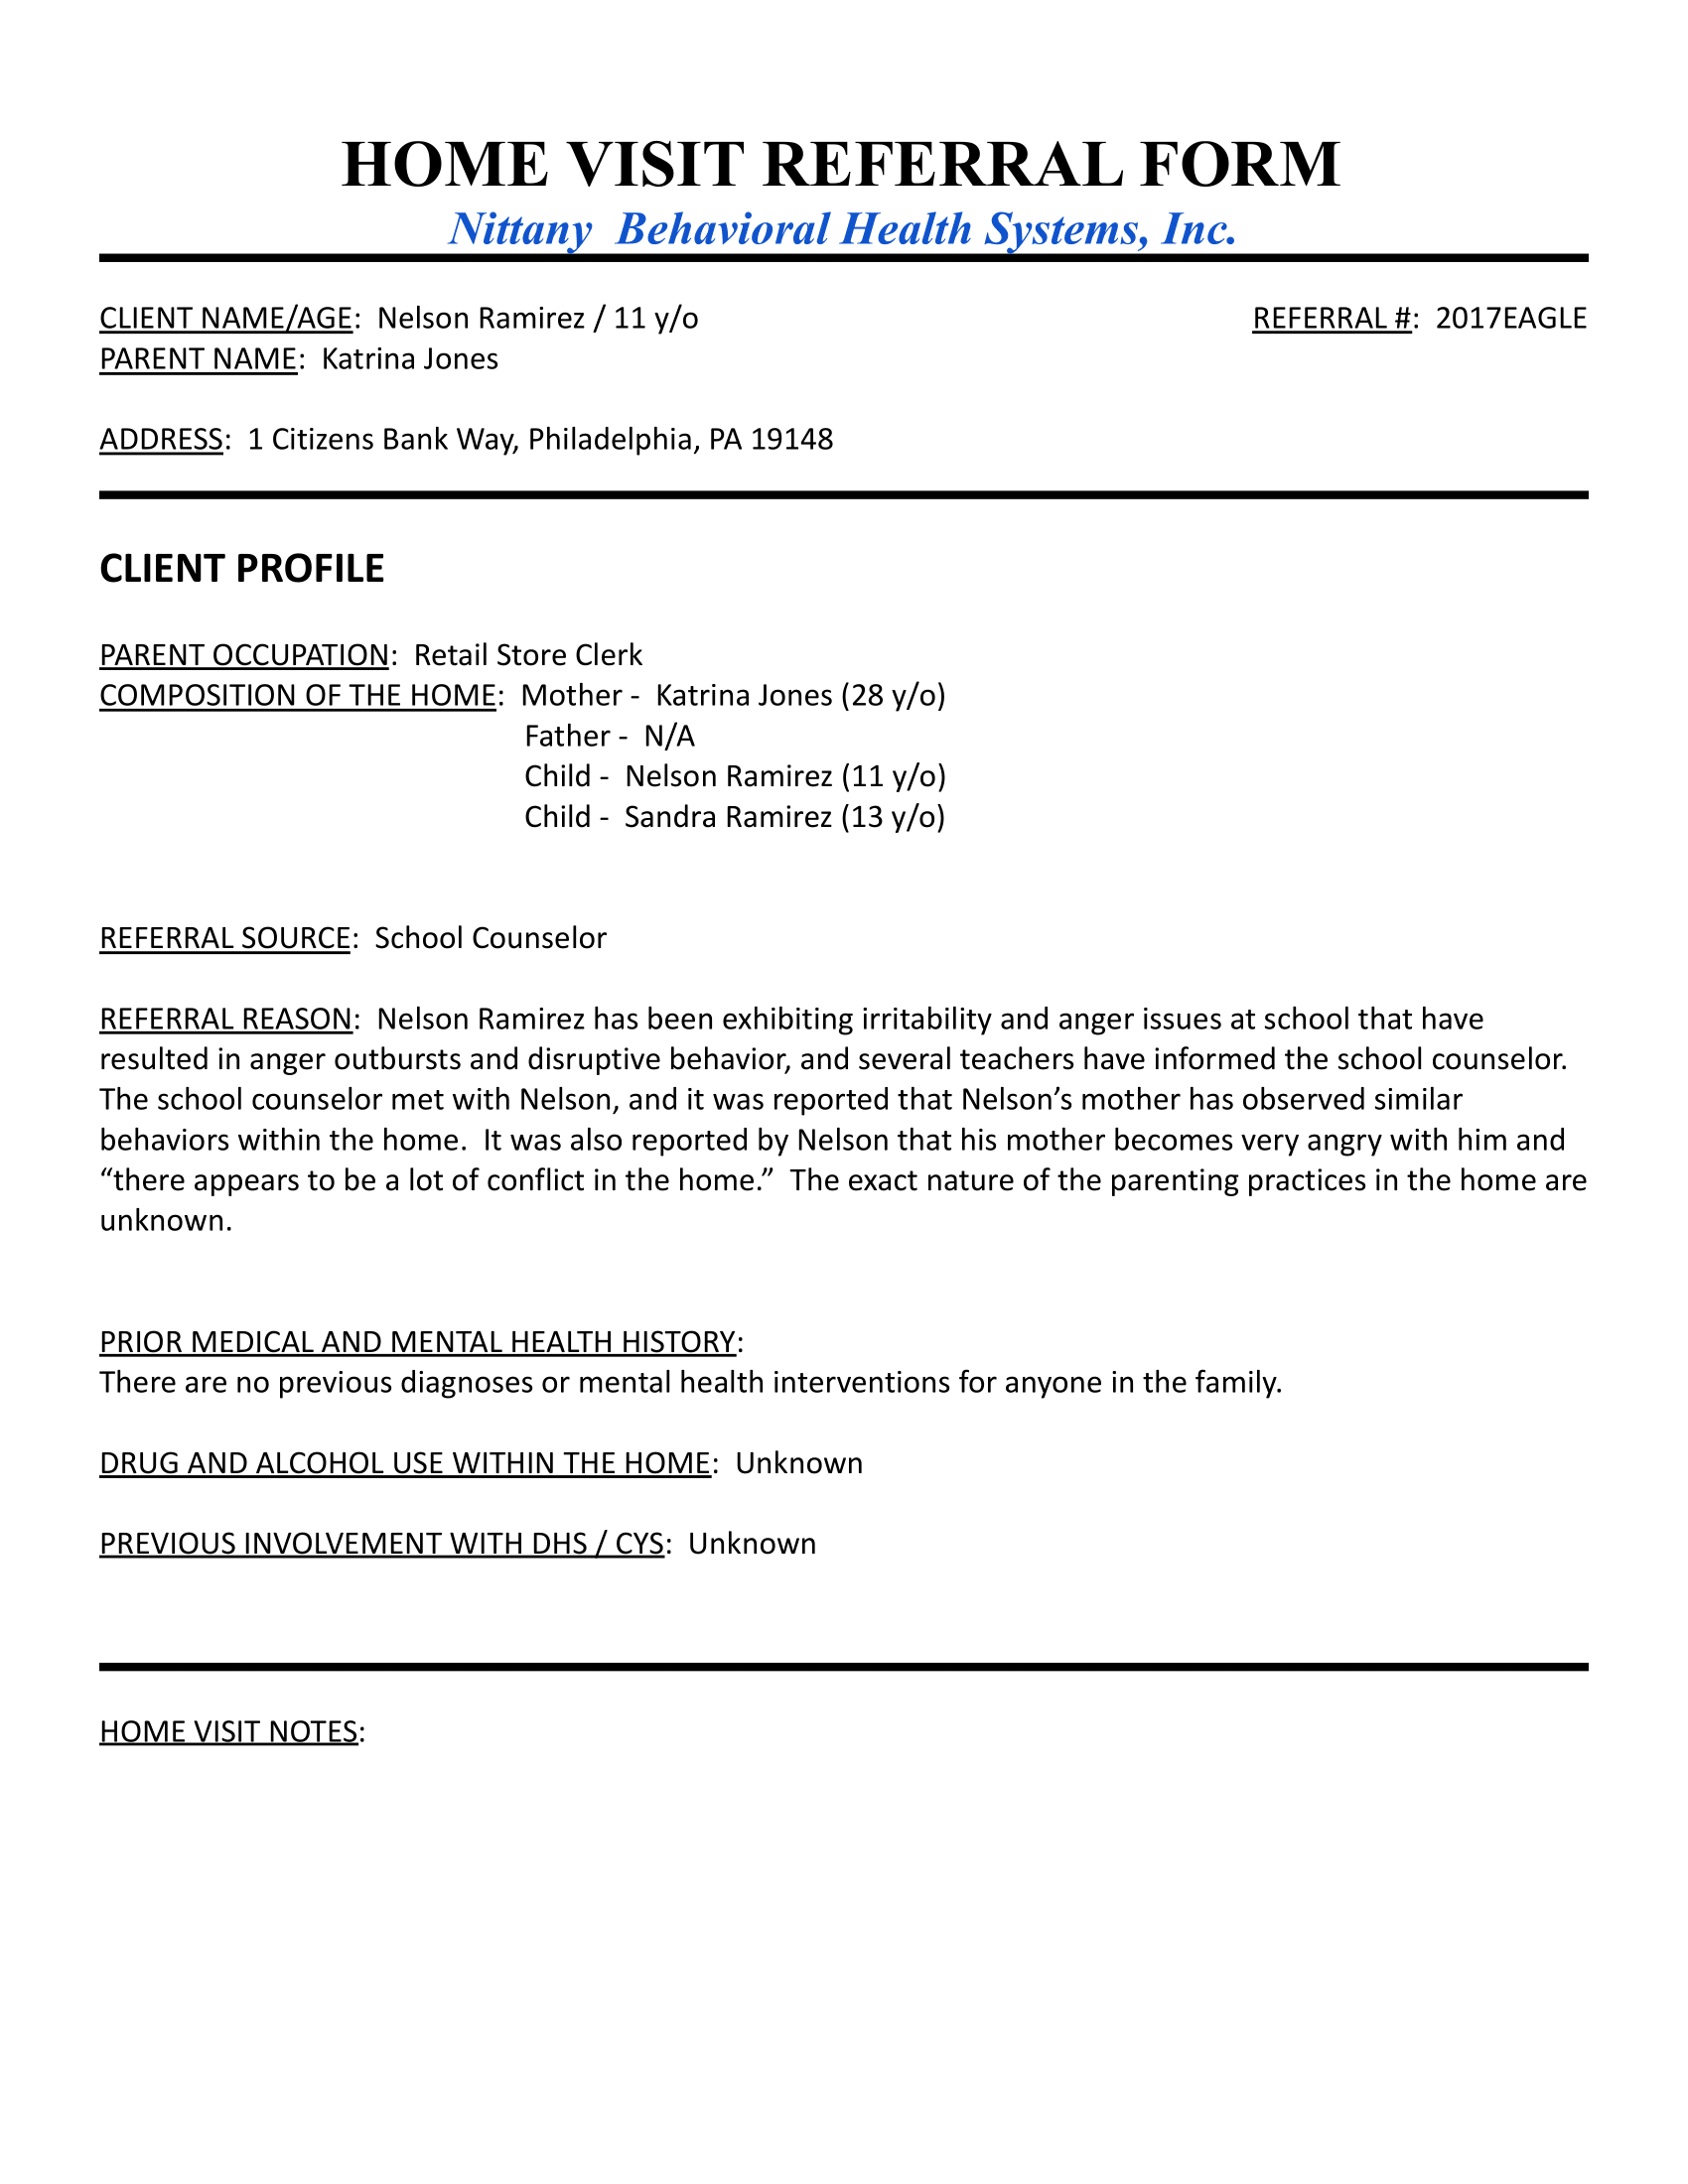 HOME VISIT REFERRAL FORM
Nittany  Behavioral Health Systems, Inc.
CLIENT NAME/AGE:  Nelson Ramirez / 11 y/o REFERRAL #:  2017EAGLE
PARENT NAME:  Katrina Jones
ADDRESS:  1 Citizens Bank Way, Philadelphia, PA 19148
CLIENT PROFILE
PARENT OCCUPATION:  Retail Store Clerk
COMPOSITION OF THE HOME:  Mother -  Katrina Jones (28 y/o)
Father -  N/A
Child -  Nelson Ramirez (11 y/o)
Child -  Sandra Ramirez (13 y/o)
REFERRAL SOURCE:  School Counselor
REFERRAL REASON:  Nelson Ramirez has been exhibiting irritability and anger issues at school that have
resulted in anger outbursts and disruptive behavior, and several teachers have informed the school counselor.
The school counselor met with Nelson, and it was reported that Nelson’s mother has observed similar
behaviors within the home.  It was also reported by Nelson that his mother becomes very angry with him and
“there appears to be a lot of conflict in the home.”  The exact nature of the parenting practices in the home are
unknown.
PRIOR MEDICAL AND MENTAL HEALTH HISTORY:
There are no previous diagnoses or mental health interventions for anyone in the family.
DRUG AND ALCOHOL USE WITHIN THE HOME:  Unknown
PREVIOUS INVOLVEMENT WITH DHS / CYS:  Unknown
HOME VISIT NOTES: